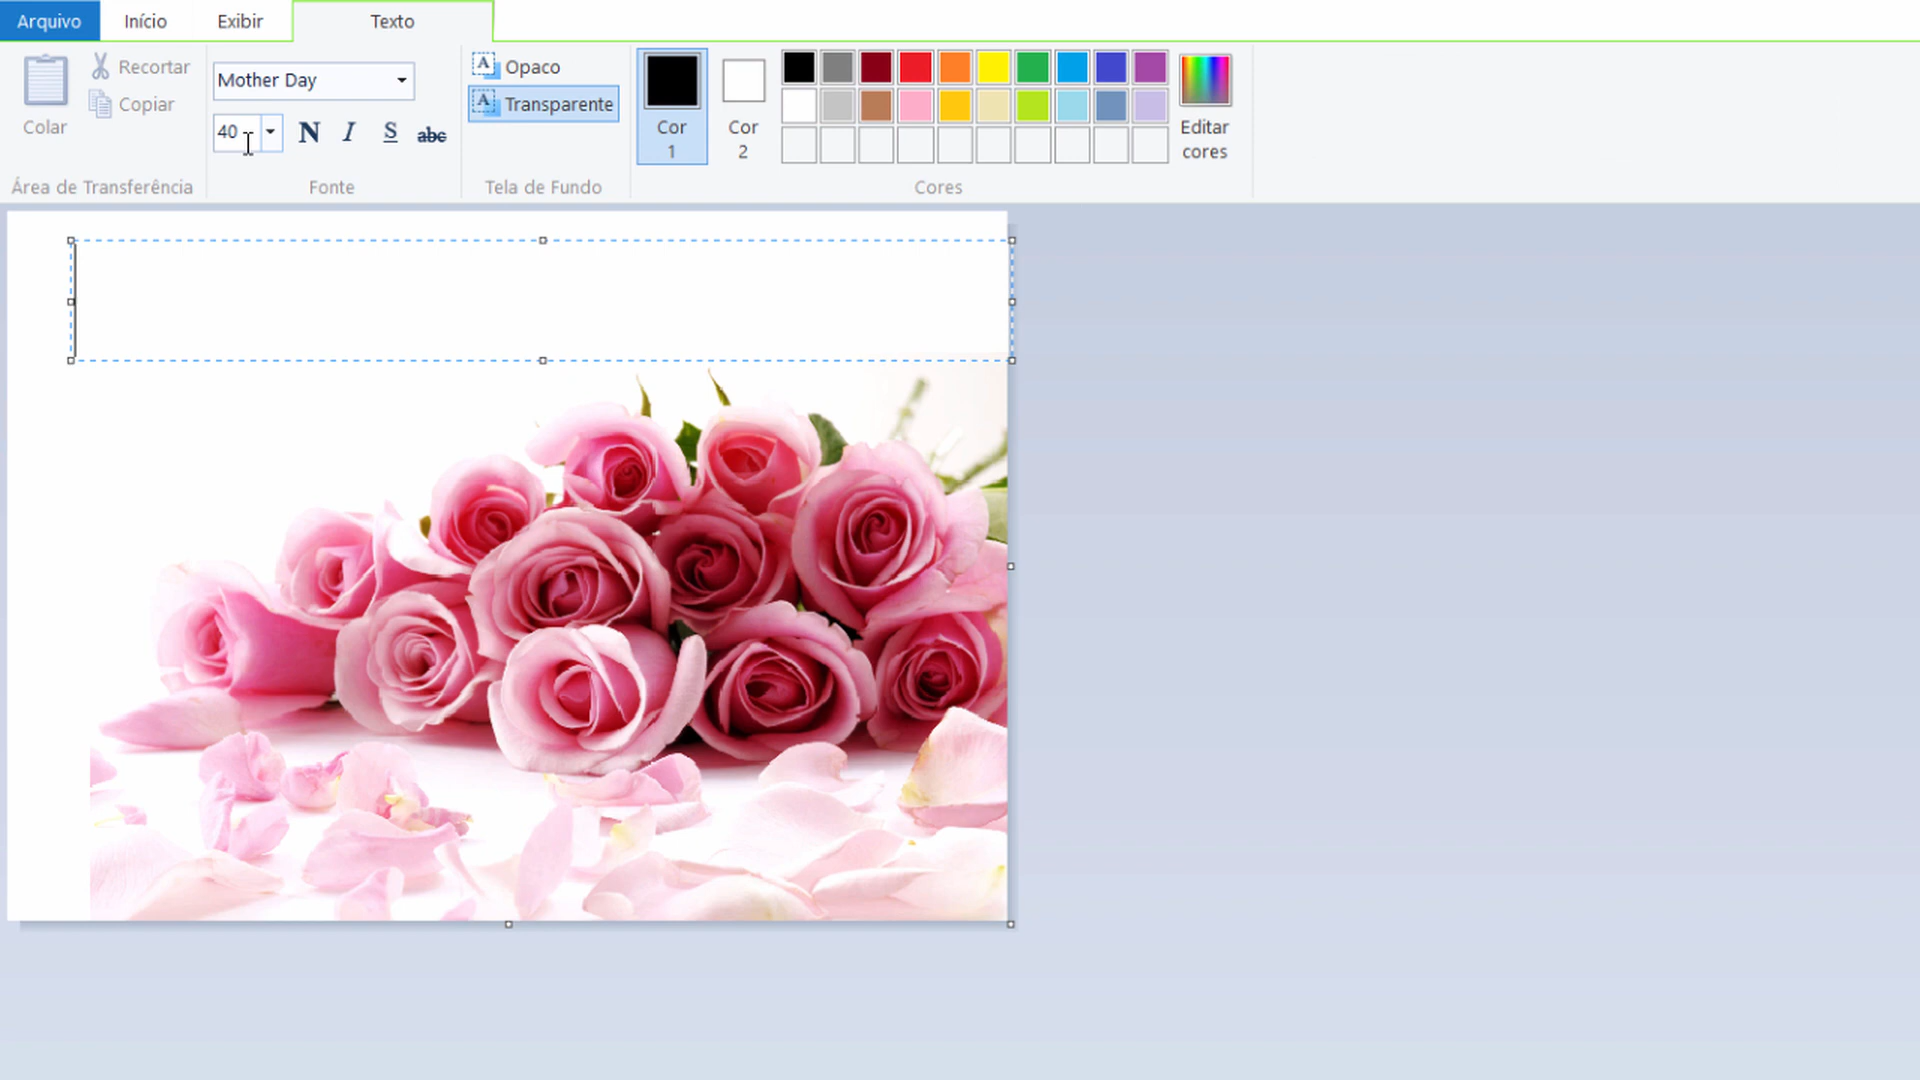 Arquivo
Início
Exibir
Texto
Colar
Recortar
Copiar
Área de Transferência
Mother Day
40
N I S abc
Fonte
A Opaco
A Transparente
Tela de Fundo
Cor
1
Cor
2
Editar
cores
Cores